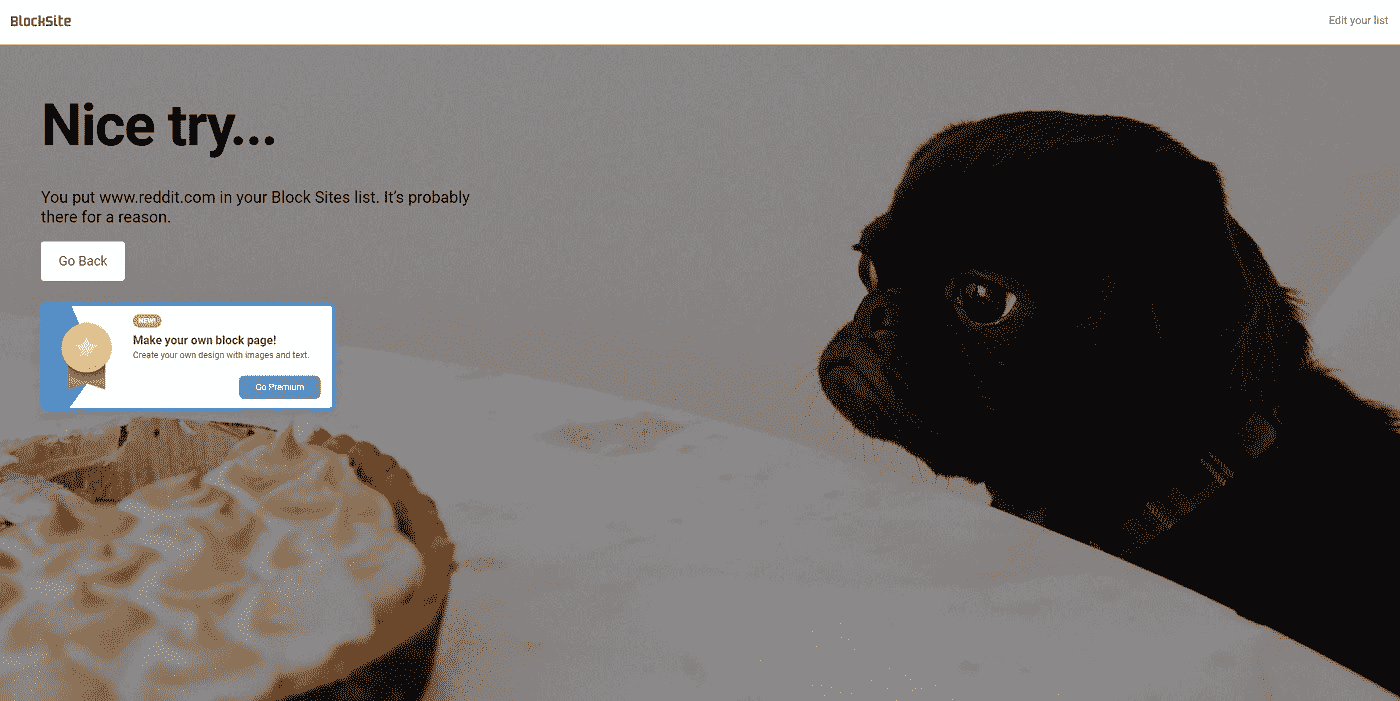 BlockSite
Edit your list
Nice try...
You put www.reddit.com in your Block Sites list. It's probably
there for a reason.
Go Back
Make your own block page!
Create your own design with images and text.
Go Premium